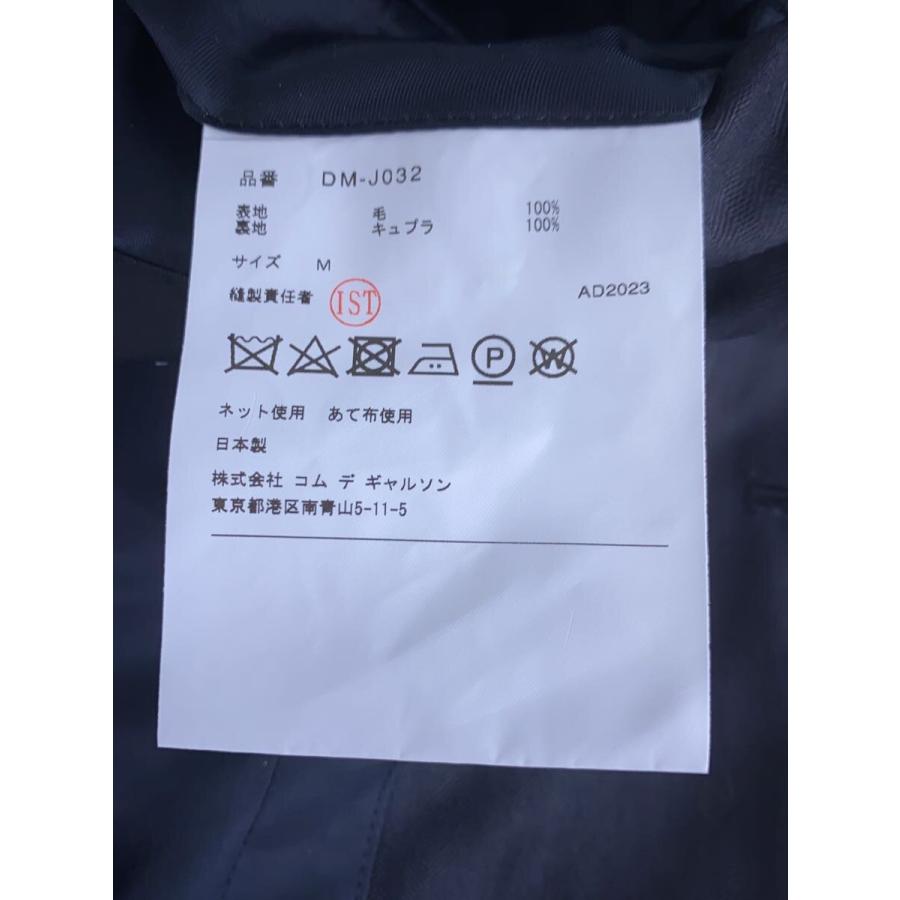 品番 DM-J032
表地 毛 100%
裏地 キュプラ 100%
サイズ M
縫製責任者 IST AD2023
P W
ネット使用 あて布使用
日本製
株式会社 コム デ ギャルソン
東京都港区南青山5-11-5